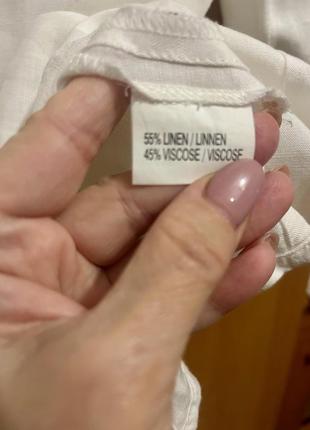 55% LINEN / LINNEN
45% VISCOSE / VISCOSE